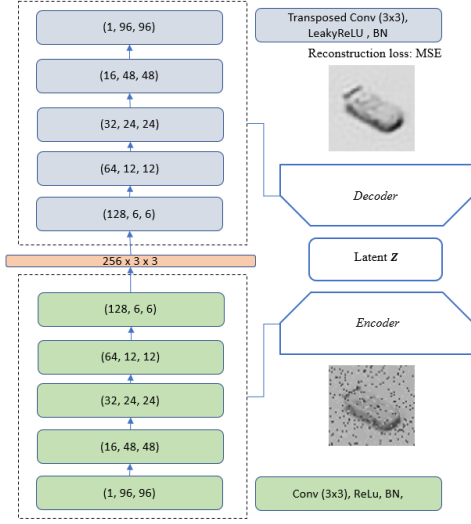 (1, 96, 96)
(16, 48, 48)
(32, 24, 24)
(64, 12, 12)
(128, 6, 6)
256 x 3 x 3
(128, 6, 6)
(64, 12, 12)
(32, 24, 24)
(16, 48, 48)
(1, 96, 96)
Transposed Conv (3x3),
LeakyReLU , BN
Reconstruction loss: MSE
Decoder
Latent Z
Encoder
Conv (3x3), ReLu, BN,